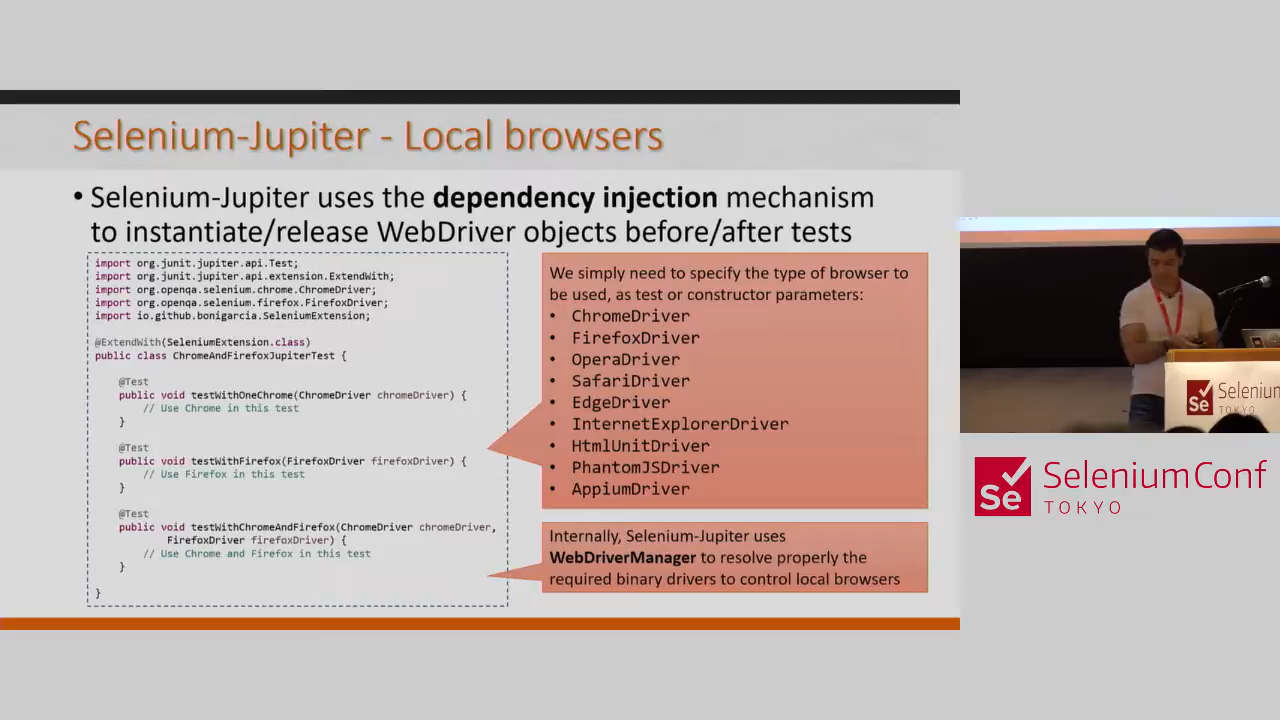 Selenium-Jupiter - Local browsers
• Selenium-Jupiter uses the dependency injection mechanism
to instantiate/release WebDriver objects before/after tests
import org.junit.jupiter.api.Test;
import org.junit.jupiter.api.extension.ExtendWith;
import org.openqa.selenium.chrome.ChromeDriver;
import org.openqa.selenium.firefox.FirefoxDriver;
import io.github.bonigarcia.SeleniumExtension;
@ExtendWith(SeleniumExtension.class)
public class ChromeAndFirefoxJupiterTest {
@Test
public void testWithOneChrome(ChromeDriver chromeDriver) {
// Use Chrome in this test
}
@Test
public void testWithFirefox(FirefoxDriver firefoxDriver) {
// Use Firefox in this test
}
@Test
public void testWithChromeAndFirefox(ChromeDriver chromeDriver,
FirefoxDriver firefoxDriver) {
// Use Chrome and Firefox in this test
}
}
We simply need to specify the type of browser to
be used, as test or constructor parameters:
• ChromeDriver
• FirefoxDriver
• OperaDriver
• SafariDriver
• EdgeDriver
• InternetExplorerDriver
• HtmlUnitDriver
• PhantomJSDriver
• AppiumDriver
Internally, Selenium-Jupiter uses
WebDriverManager to resolve properly the
required binary drivers to control local browsers
Se
Selenium
TOKYO
Se
SeleniumConf
TOKYO